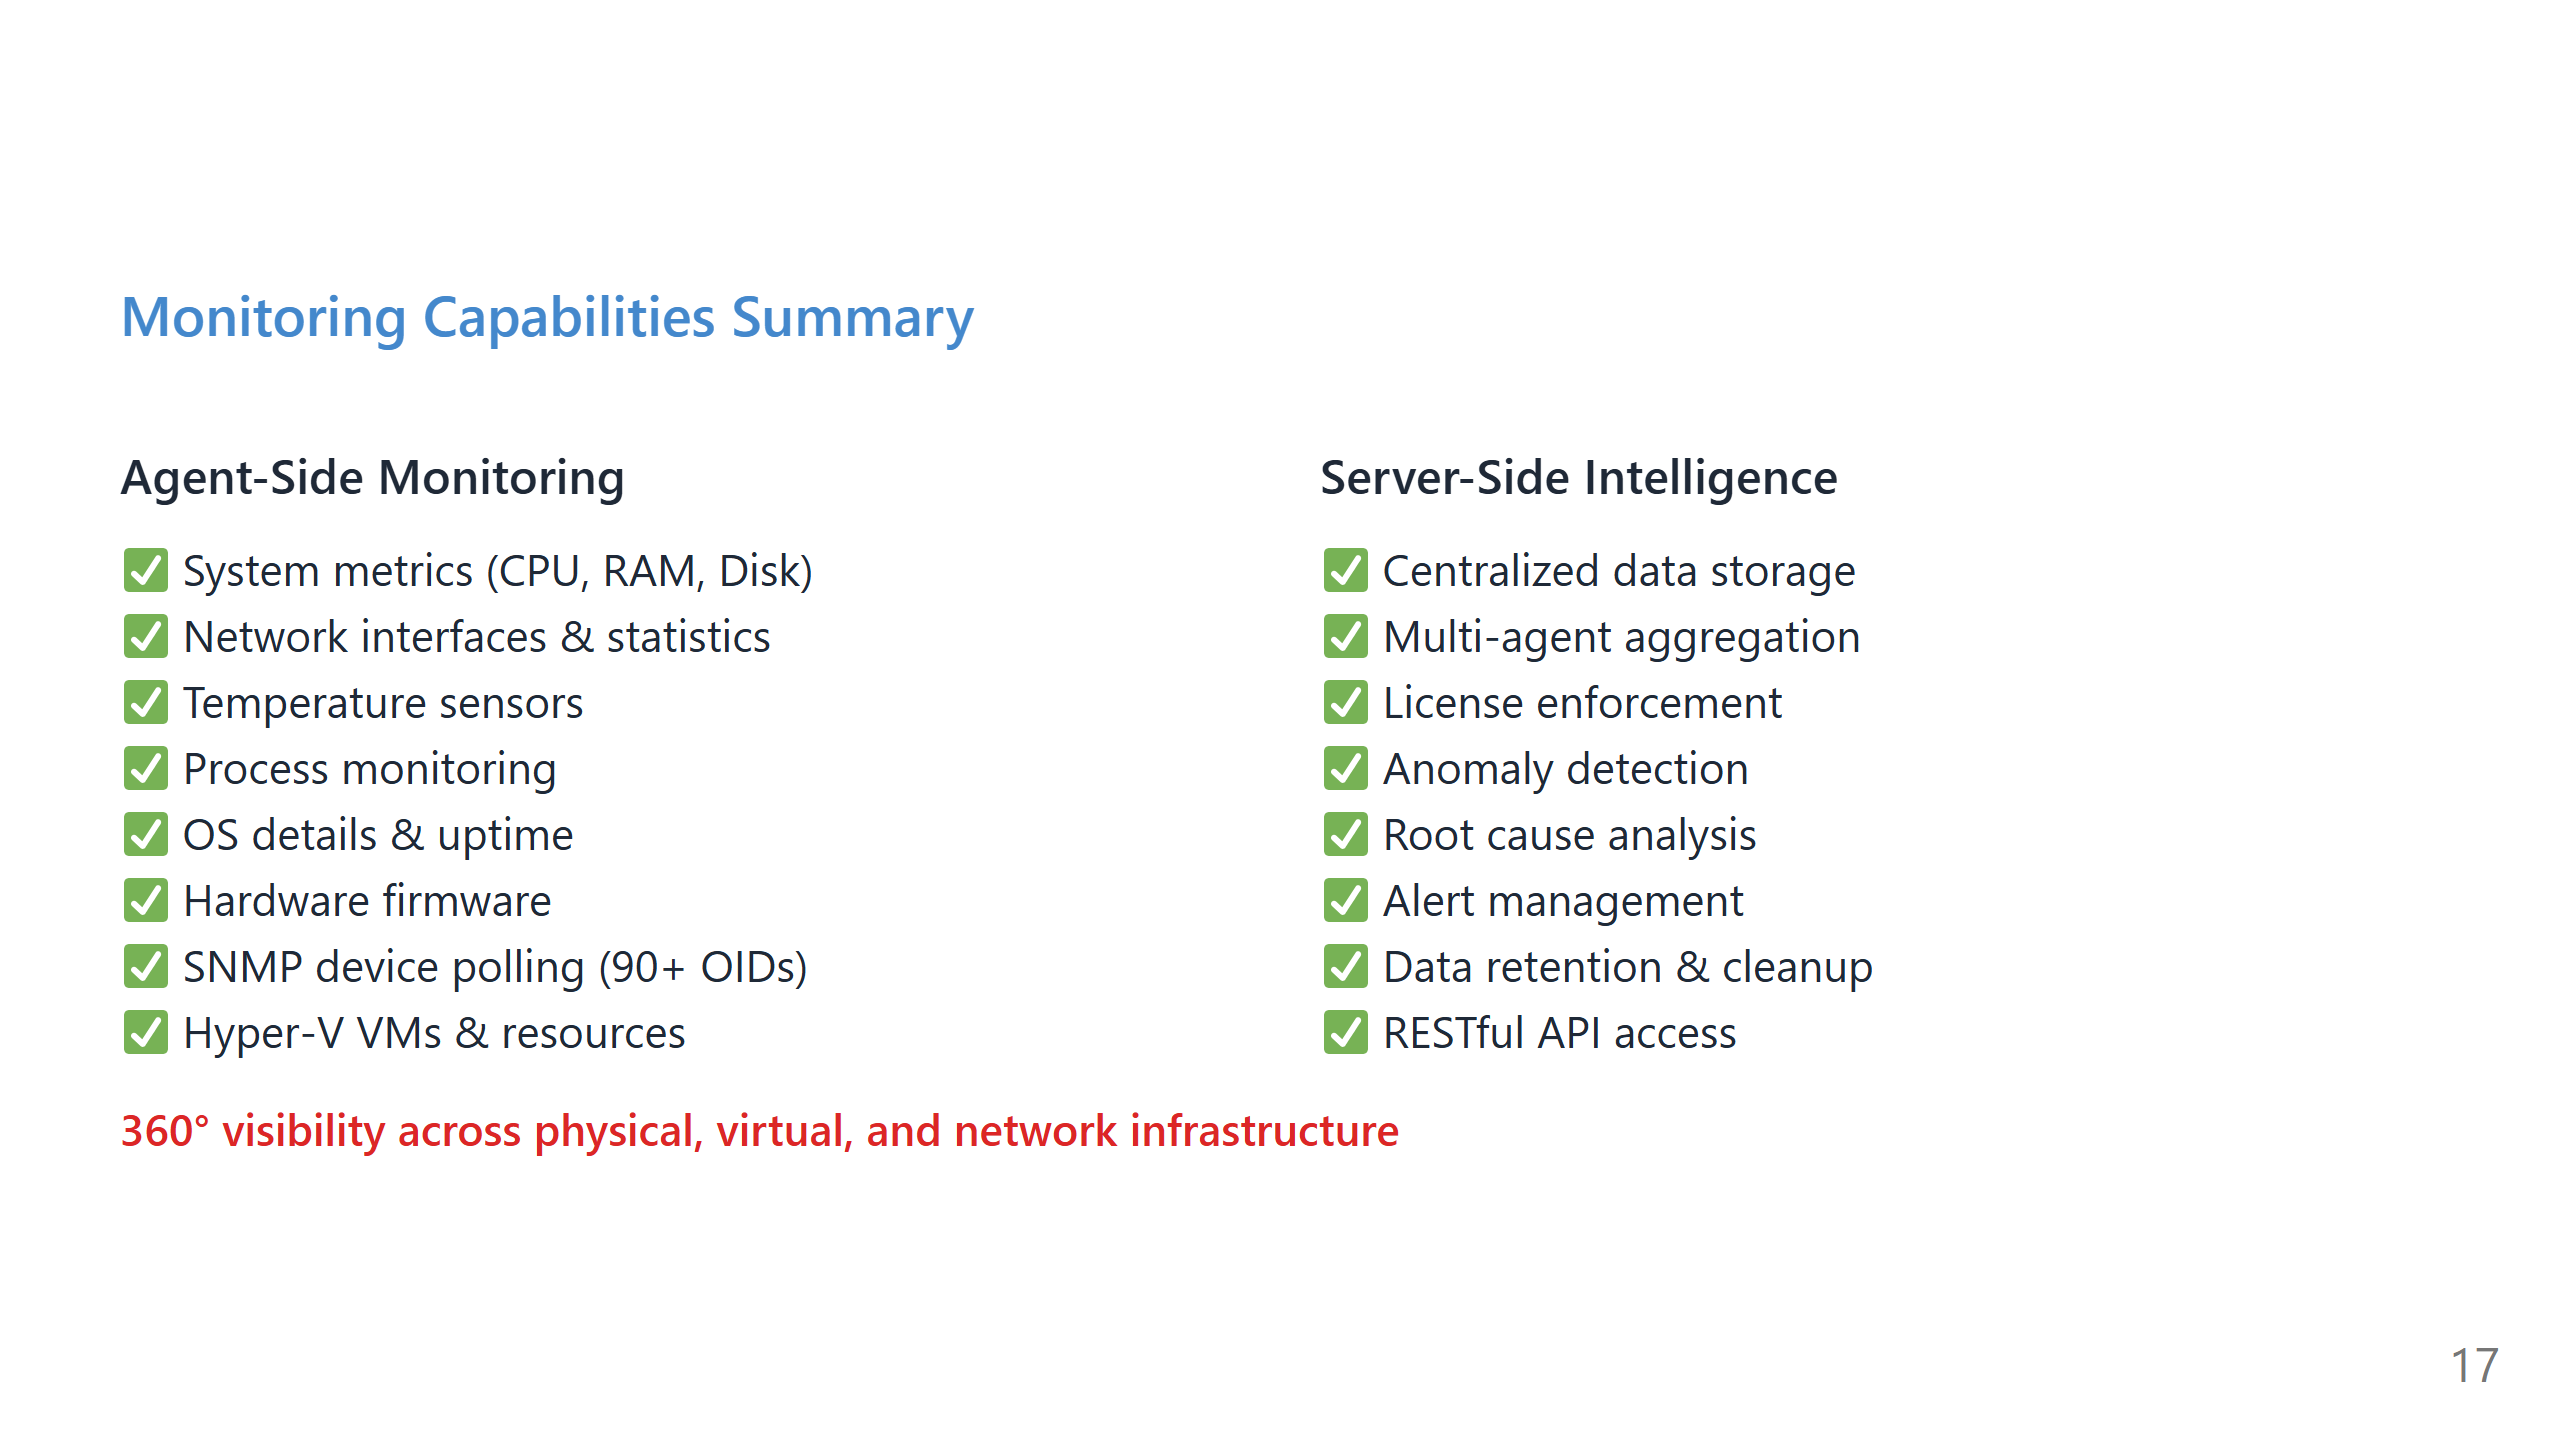 Monitoring Capabilities Summary
Agent-Side Monitoring
✅ System metrics (CPU, RAM, Disk)
✅ Network interfaces & statistics
✅ Temperature sensors
✅ Process monitoring
✅ OS details & uptime
✅ Hardware firmware
✅ SNMP device polling (90+ OIDs)
✅ Hyper-V VMs & resources
Server-Side Intelligence
✅ Centralized data storage
✅ Multi-agent aggregation
✅ License enforcement
✅ Anomaly detection
✅ Root cause analysis
✅ Alert management
✅ Data retention & cleanup
✅ RESTful API access
360° visibility across physical, virtual, and network infrastructure
17